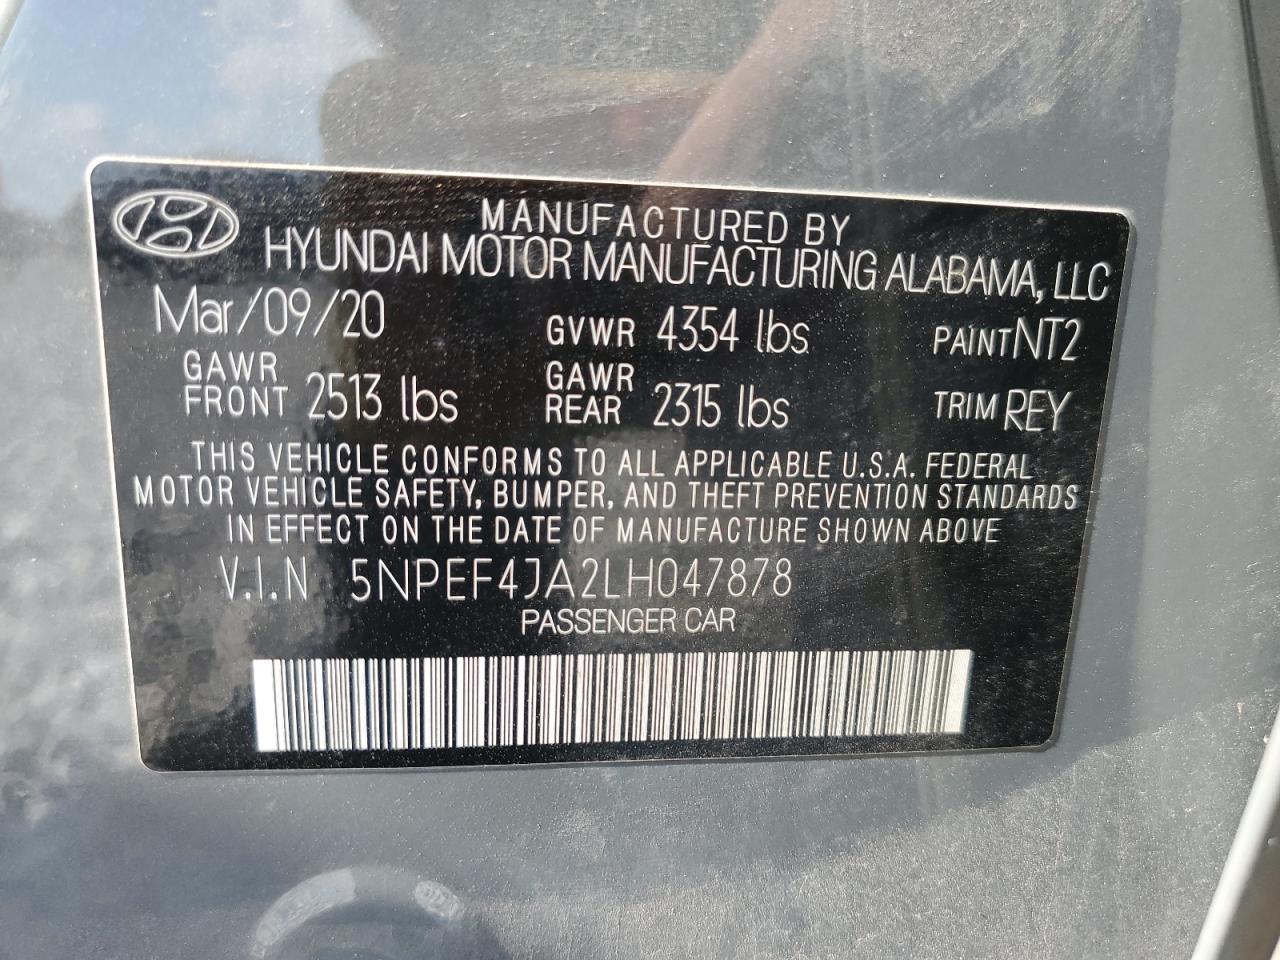 MANUFACTURED BY
HYUNDAI MOTOR MANUFACTURING ALABAMA, LLC
Mar/09/20 GVWR 4354 lbs PAINT NT2
GAWR FRONT 2513 lbs GAWR REAR 2315 lbs TRIM REY
THIS VEHICLE CONFORMS TO ALL APPLICABLE U.S.A. FEDERAL
MOTOR VEHICLE SAFETY, BUMPER, AND THEFT PREVENTION STANDARDS
IN EFFECT ON THE DATE OF MANUFACTURE SHOWN ABOVE
V.I.N 5NPEF4JA2LH047878
PASSENGER CAR